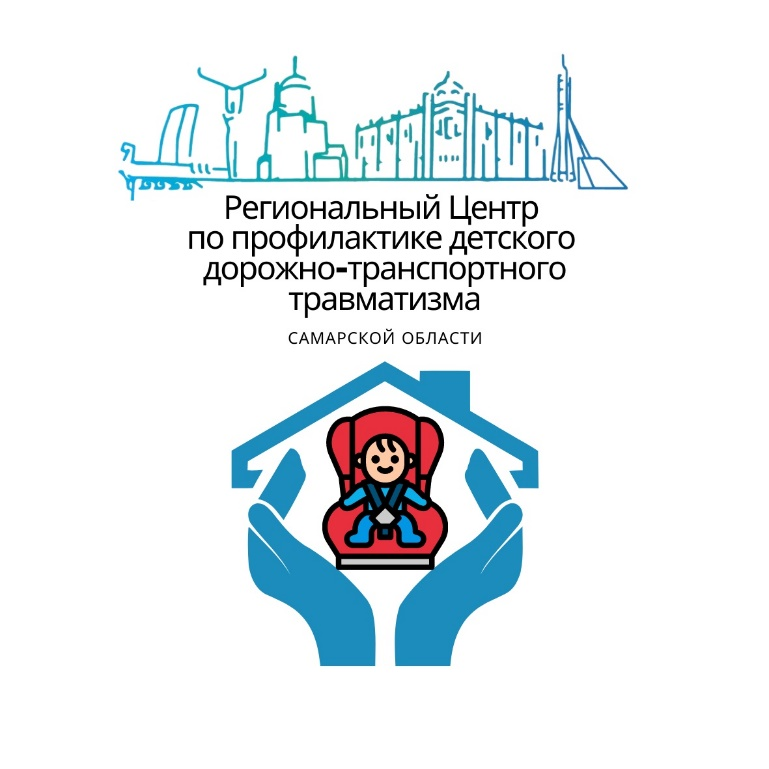 Региональный Центр
по профилактике детского
дорожно-транспортного
травматизма
САМАРСКОЙ ОБЛАСТИ